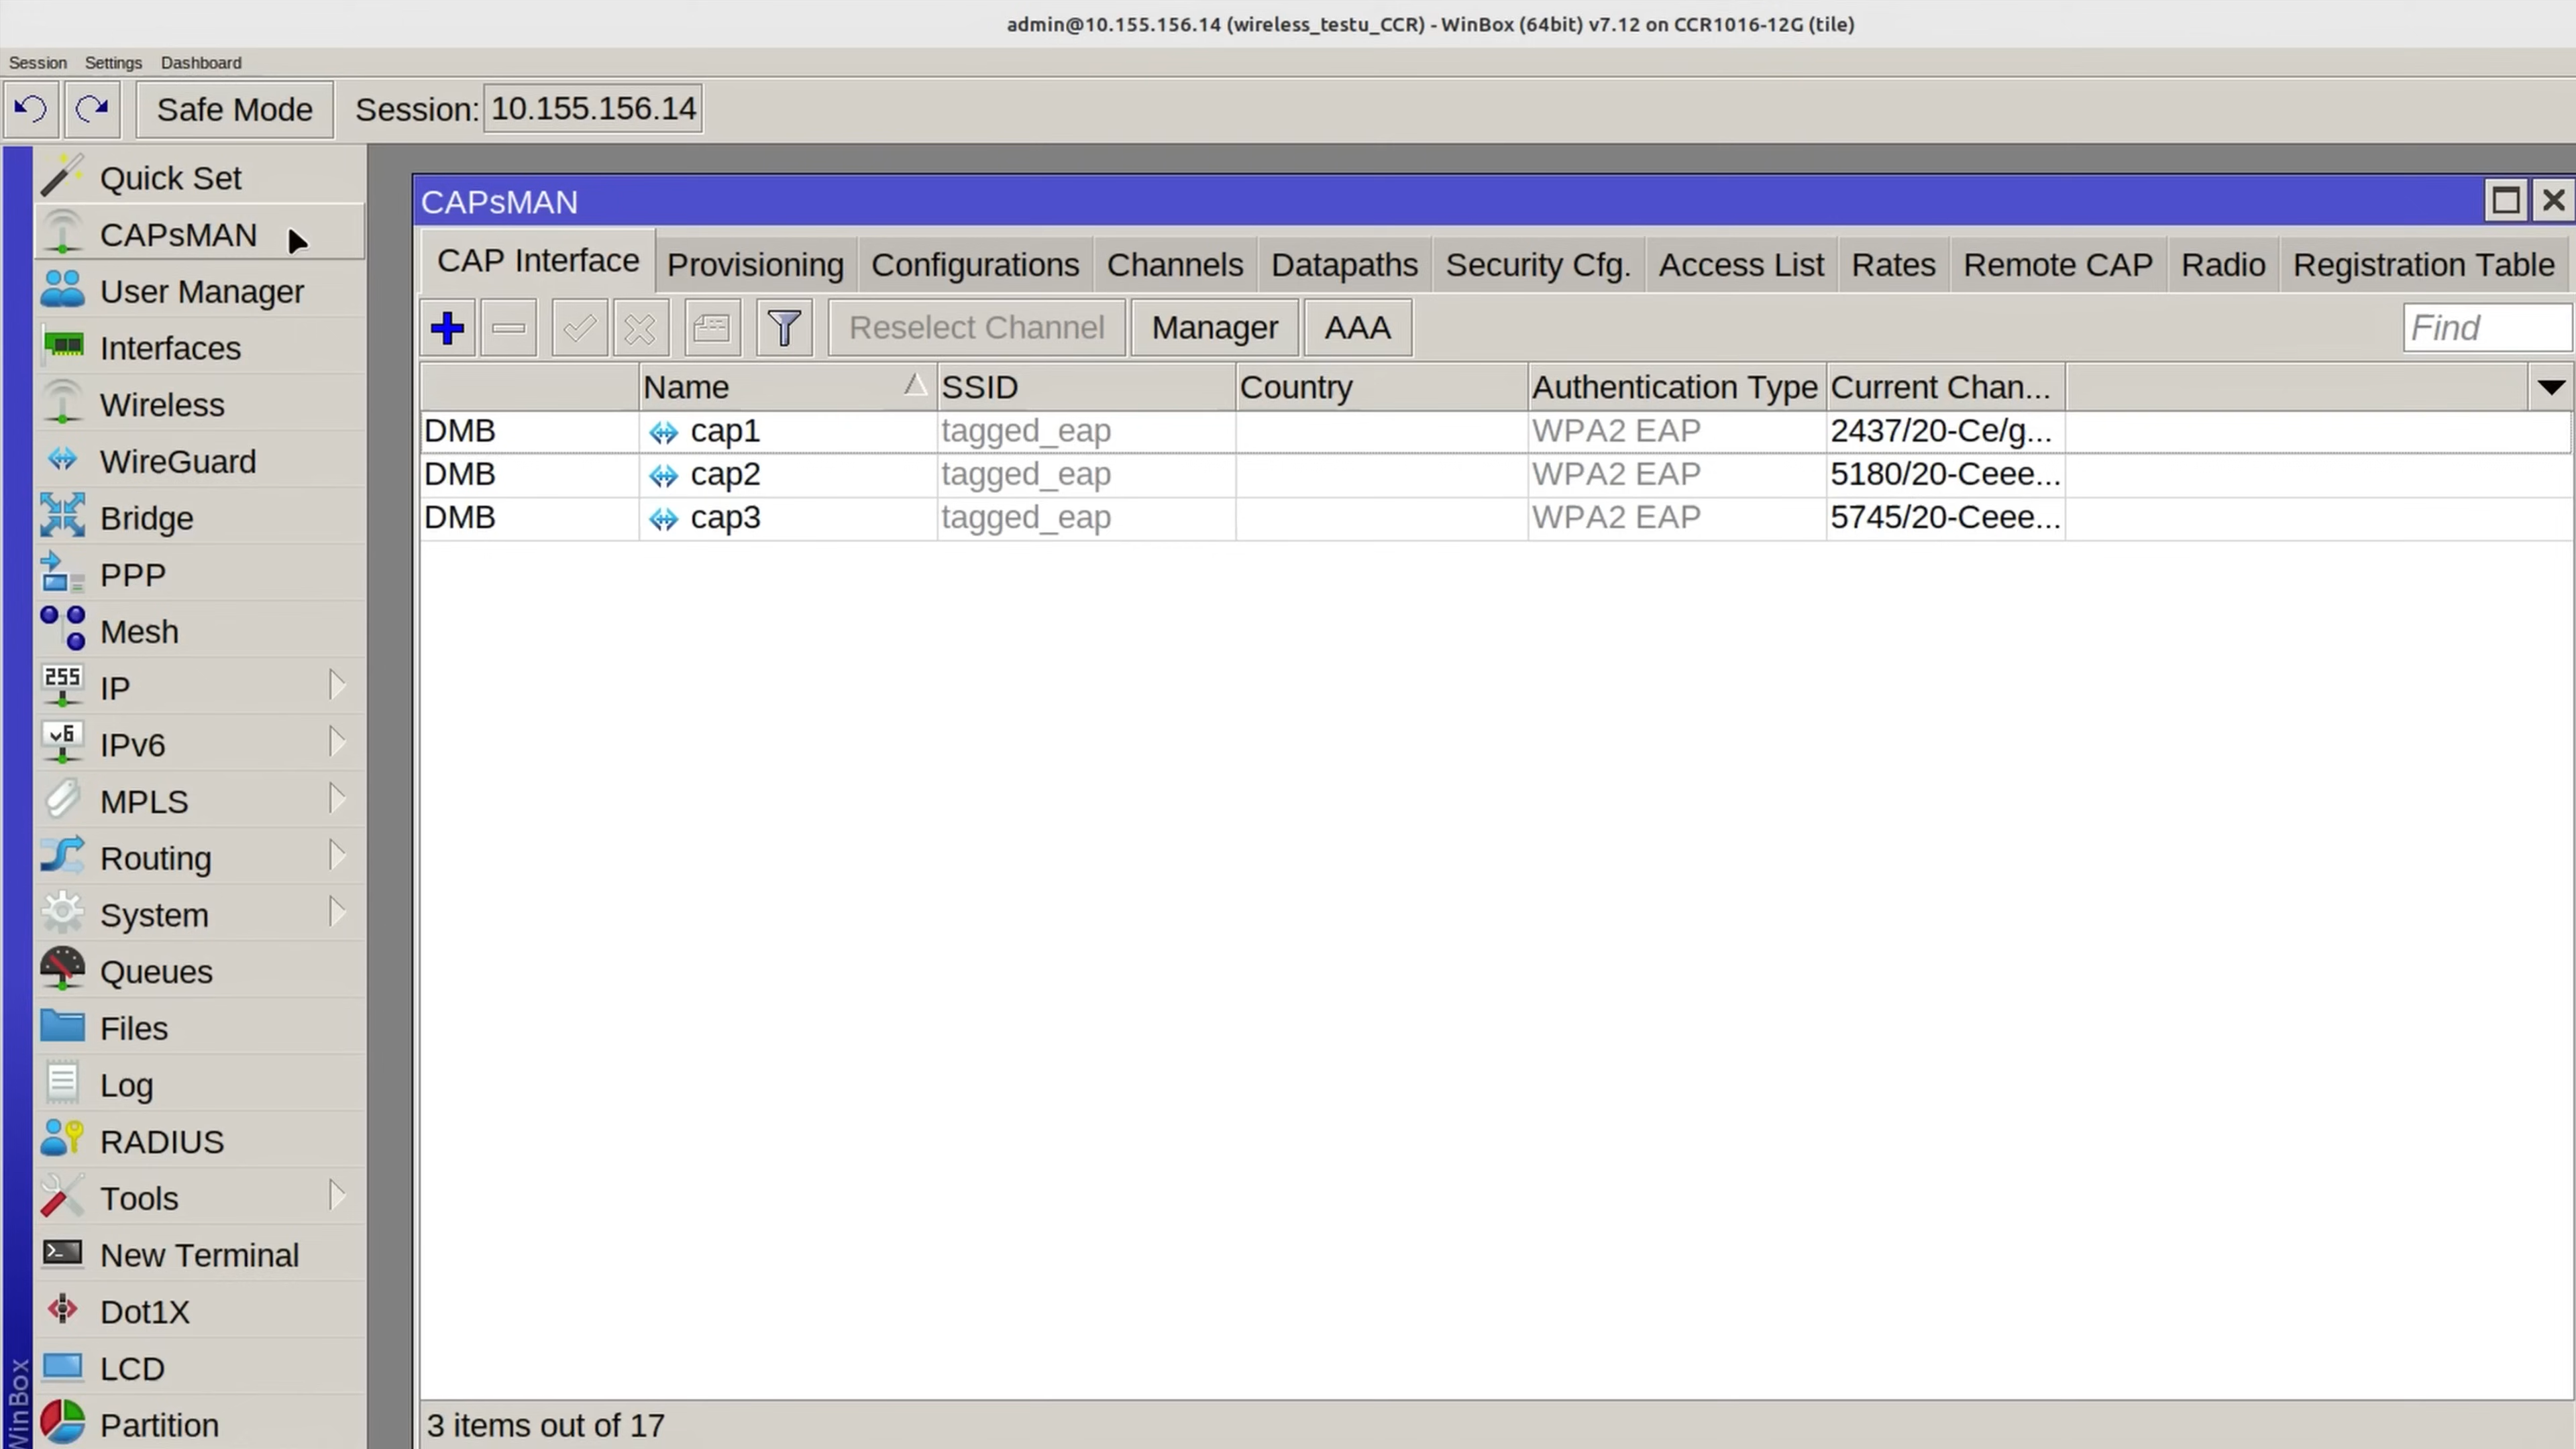 admin@10.155.156.14 (wireless_testu_CCR) - WinBox (64bit) v7.12 on CCR1016-12G (tile)
Session Settings Dashboard
Safe Mode Session: 10.155.156.14
Quick Set
CAPsMAN
User Manager
Interfaces
Wireless
WireGuard
Bridge
PPP
Mesh
255 IP
v6 IPv6
MPLS
Routing
System
Queues
Files
Log
RADIUS
Tools
New Terminal
Dot1X
LCD
Partition
WinBox
CAPsMAN
CAP Interface Provisioning Configurations Channels Datapaths Security Cfg. Access List Rates Remote CAP Radio Registration Table
Reselect Channel Manager AAA Find
Name SSID Country Authentication Type Current Chan...
DMB cap1 tagged_eap WPA2 EAP 2437/20-Ce/g...
DMB cap2 tagged_eap WPA2 EAP 5180/20-Ceee...
DMB cap3 tagged_eap WPA2 EAP 5745/20-Ceee...
3 items out of 17